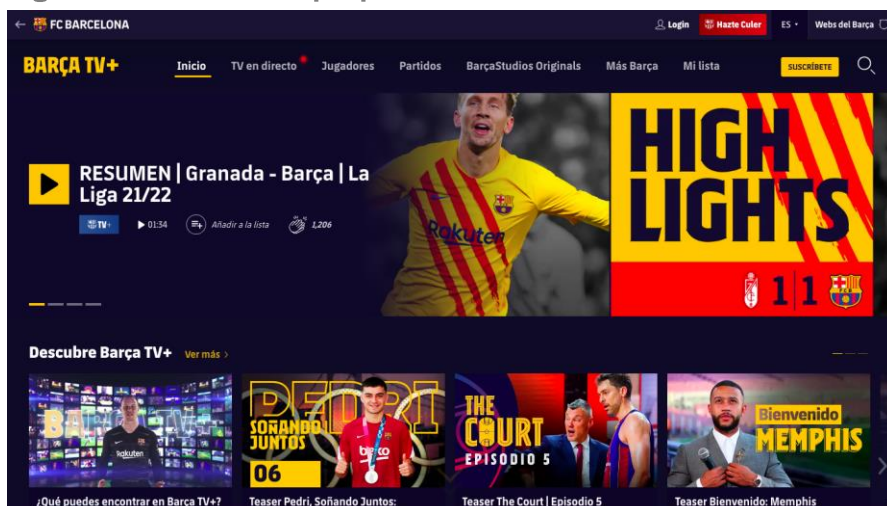 ← FC BARCELONA
Login
Hazte Culer
ES
Webs del Barça
BARÇA TV+
Inicio
TV en directo
Jugadores
Partidos
BarçaStudios Originals
Más Barça
Mi lista
SUSCRÍBETE
RESUMEN | Granada - Barça | La
Liga 21/22
TV+
01:34
Añadir a la lista
1,206
Rakuten
HIGH
LIGHTS
1|1
Descubre Barça TV+
Ver más >
BARÇA TV+
Rakuten
PEDRI
SOÑANDO
JUNTOS
06
beko
THE
COURT
EPISODIO 5
Bienvenido
MEMPHIS
¿Qué puedes encontrar en Barça TV+?
Teaser Pedri, Soñando Juntos:
Teaser The Court | Episodio 5
Teaser Bienvenido: Memphis